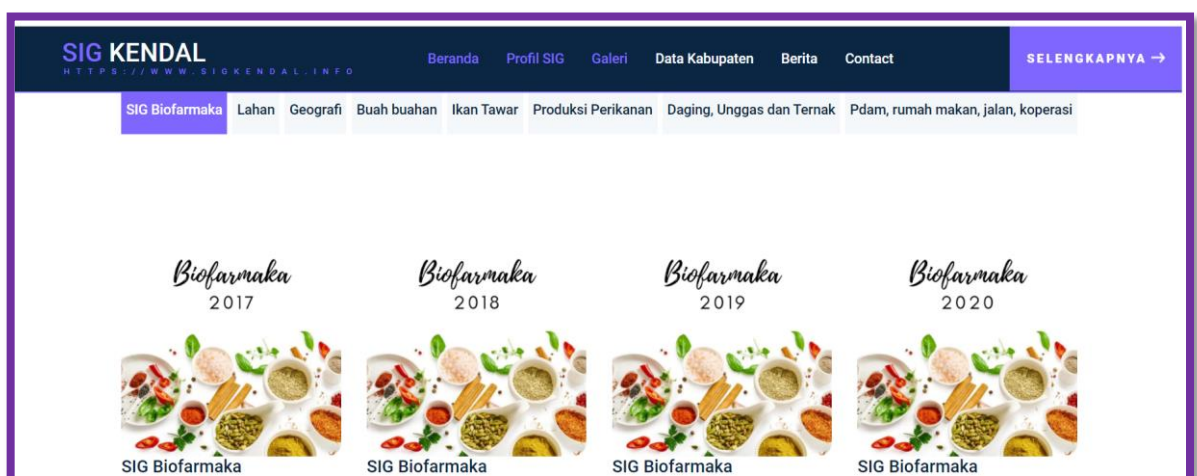 SIG KENDAL
HTTPS://WWW.SIGKENDAL.INFO
Beranda Profil SIG Galeri Data Kabupaten Berita Contact
SELENGKAPNYA →
SIG Biofarmaka Lahan Geografi Buah buahan Ikan Tawar Produksi Perikanan Daging, Unggas dan Ternak Pdam, rumah makan, jalan, koperasi
Biofarmaka Biofarmaka Biofarmaka Biofarmaka
2017 2018 2019 2020
SIG Biofarmaka SIG Biofarmaka SIG Biofarmaka SIG Biofarmaka